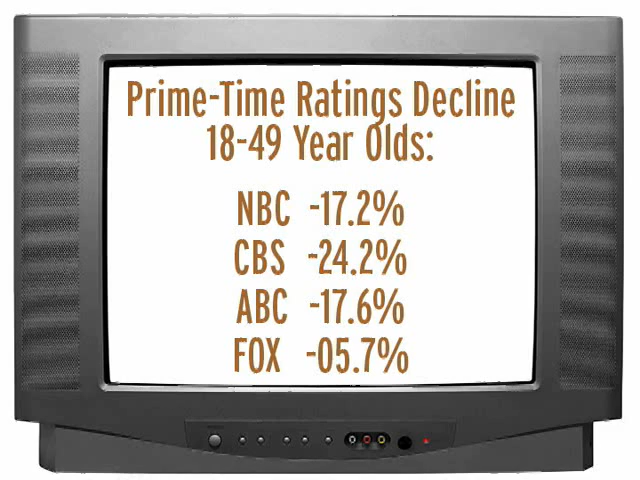 Prime-Time Ratings Decline
18-49 Year Olds:
NBC -17.2%
CBS -24.2%
ABC -17.6%
FOX -05.7%